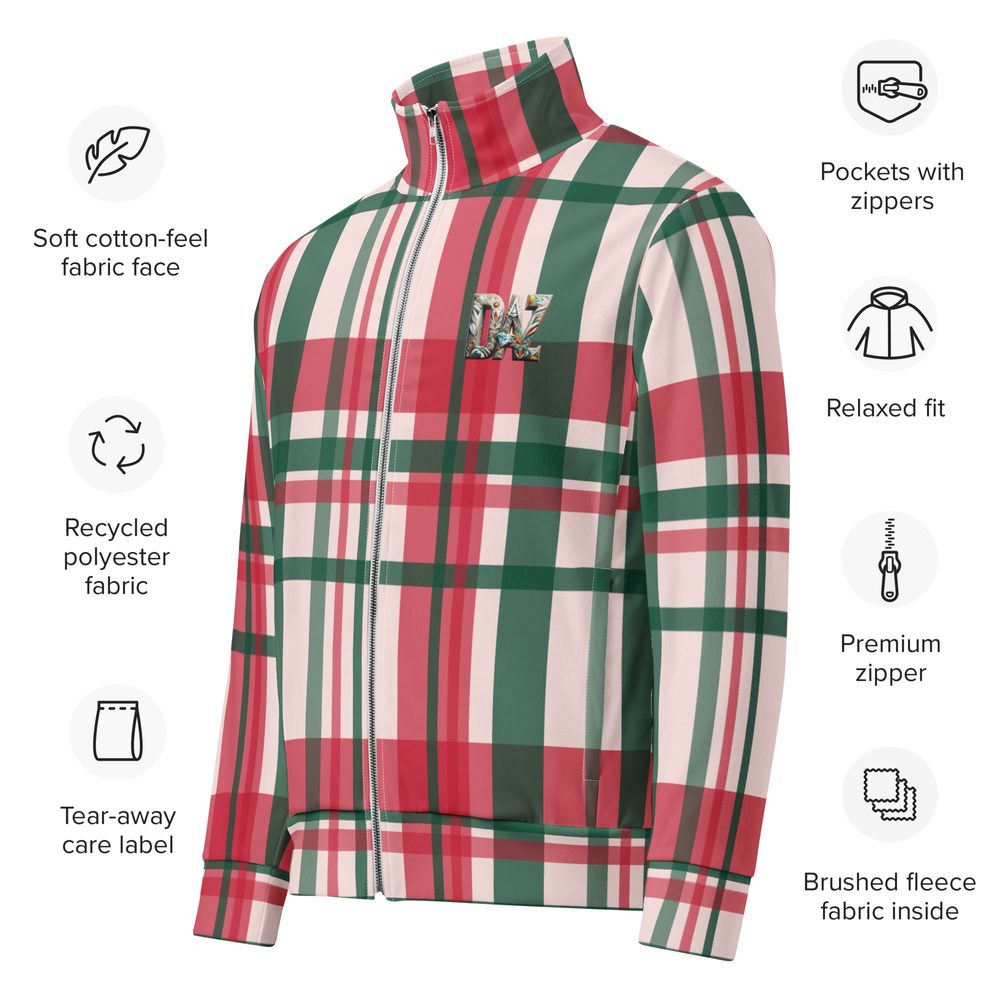 Soft cotton-feel
fabric face
Recycled
polyester
fabric
Tear-away
care label
DAZ
Pockets with
zippers
Relaxed fit
Premium
zipper
Brushed fleece
fabric inside